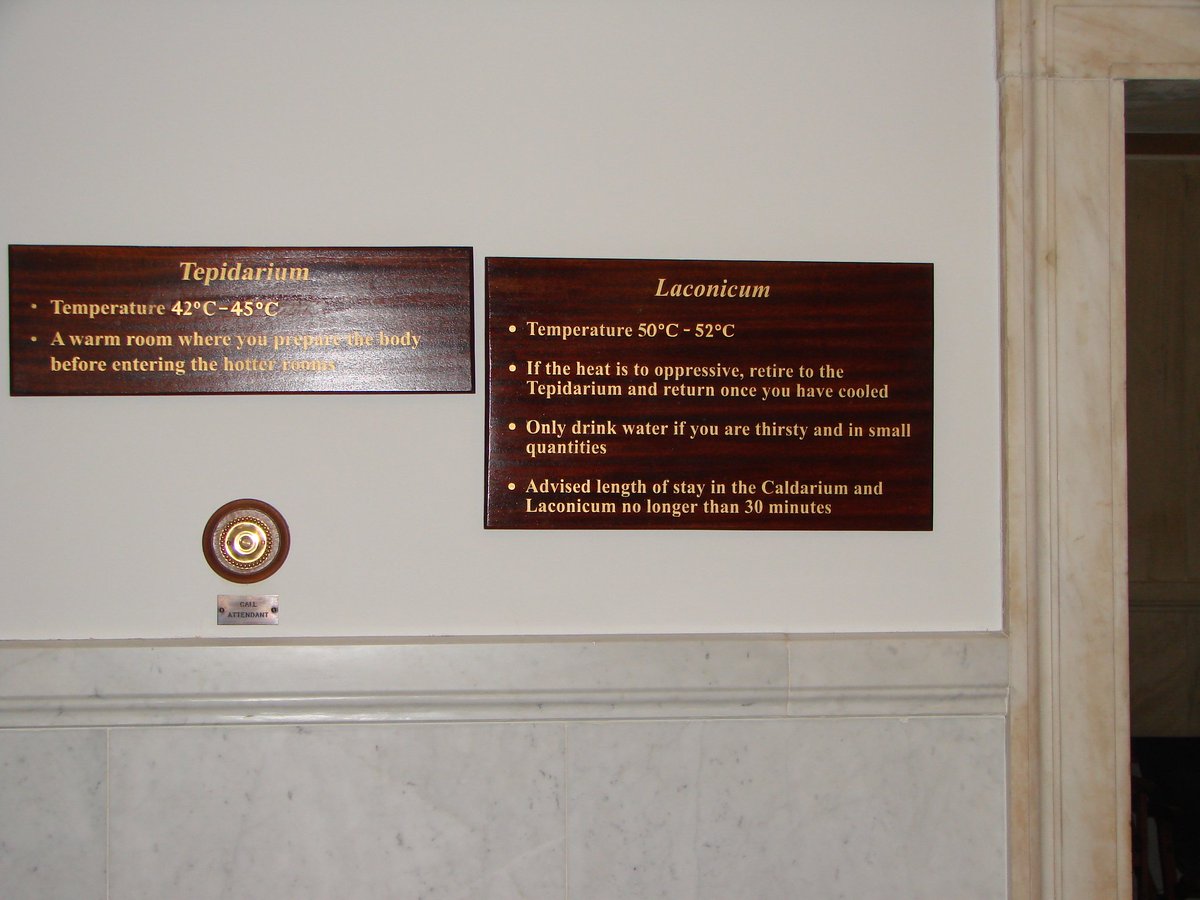 Tepidarium
• Temperature 42°C-45°C
• A warm room where you prepare the body
before entering the hotter rooms
Laconicum
• Temperature 50°C - 52°C
• If the heat is to oppressive, retire to the
Tepidarium and return once you have cooled
• Only drink water if you are thirsty and in small
quantities
• Advised length of stay in the Caldarium and
Laconicum no longer than 30 minutes
CALL
ATTENDANT